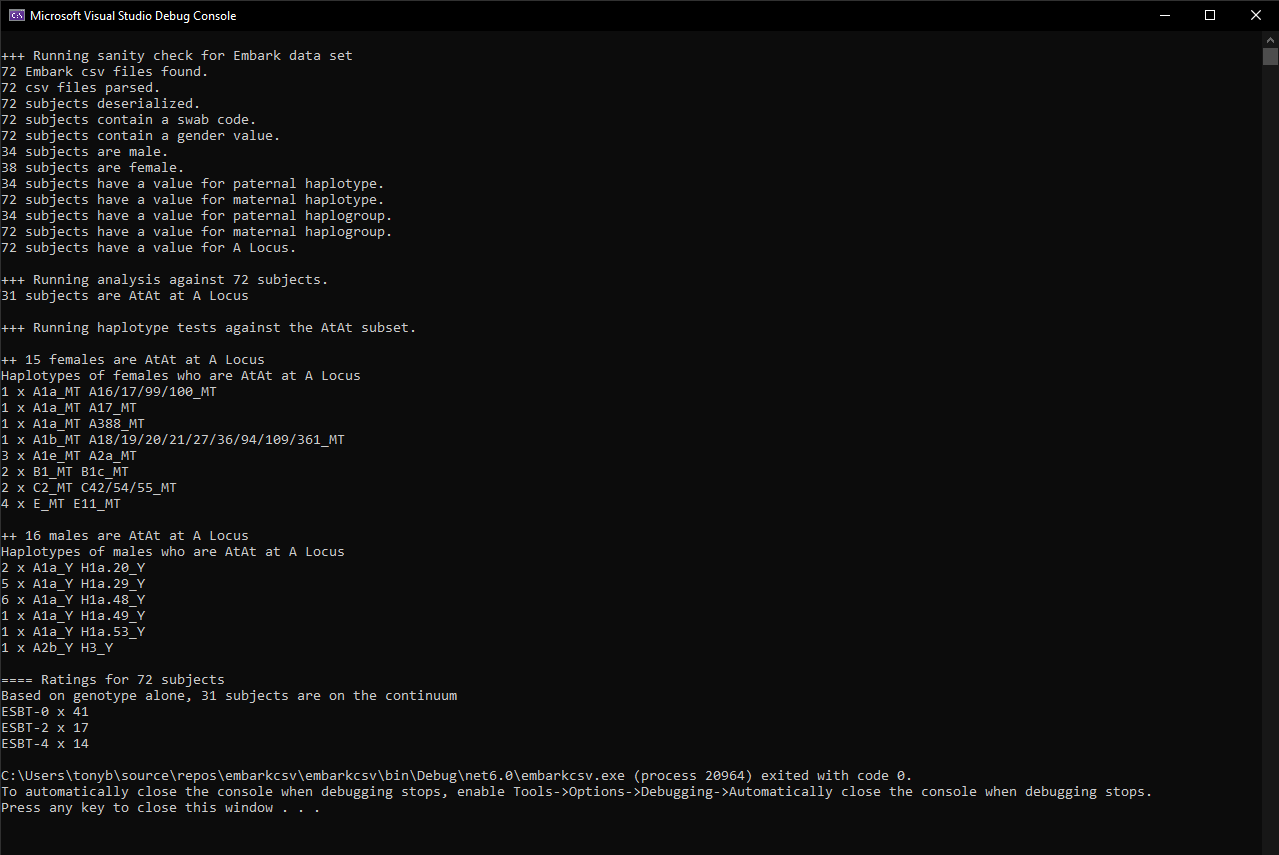 Microsoft Visual Studio Debug Console
+++ Running sanity check for Embark data set
72 Embark csv files found.
72 csv files parsed.
72 subjects deserialized.
72 subjects contain a swab code.
72 subjects contain a gender value.
34 subjects are male.
38 subjects are female.
34 subjects have a value for paternal haplotype.
72 subjects have a value for maternal haplotype.
34 subjects have a value for paternal haplogroup.
72 subjects have a value for maternal haplogroup.
72 subjects have a value for A Locus.
+++ Running analysis against 72 subjects.
31 subjects are AtAt at A Locus
+++ Running haplotype tests against the AtAt subset.
++ 15 females are AtAt at A Locus
Haplotypes of females who are AtAt at A Locus
1 x A1a_MT A16/17/99/100_MT
1 x A1a_MT A17_MT
1 x A1a_MT A388_MT
1 x A1b_MT A18/19/20/21/27/36/94/109/361_MT
3 x A1e_MT A2a_MT
2 x B1_MT B1c_MT
2 x C2_MT C42/54/55_MT
4 x E_MT E11_MT
++ 16 males are AtAt at A Locus
Haplotypes of males who are AtAt at A Locus
2 x A1a_Y H1a.20_Y
5 x A1a_Y H1a.29_Y
6 x A1a_Y H1a.48_Y
1 x A1a_Y H1a.49_Y
1 x A1a_Y H1a.53_Y
1 x A2b_Y H3_Y
==== Ratings for 72 subjects
Based on genotype alone, 31 subjects are on the continuum
ESBT-0 x 41
ESBT-2 x 17
ESBT-4 x 14
C:\Users\tonyb\source\repos\embarkcsv\embarkcsv\bin\Debug\net6.0\embarkcsv.exe (process 20964) exited with code 0.
To automatically close the console when debugging stops, enable Tools->Options->Debugging->Automatically close the console when debugging stops.
Press any key to close this window . . .